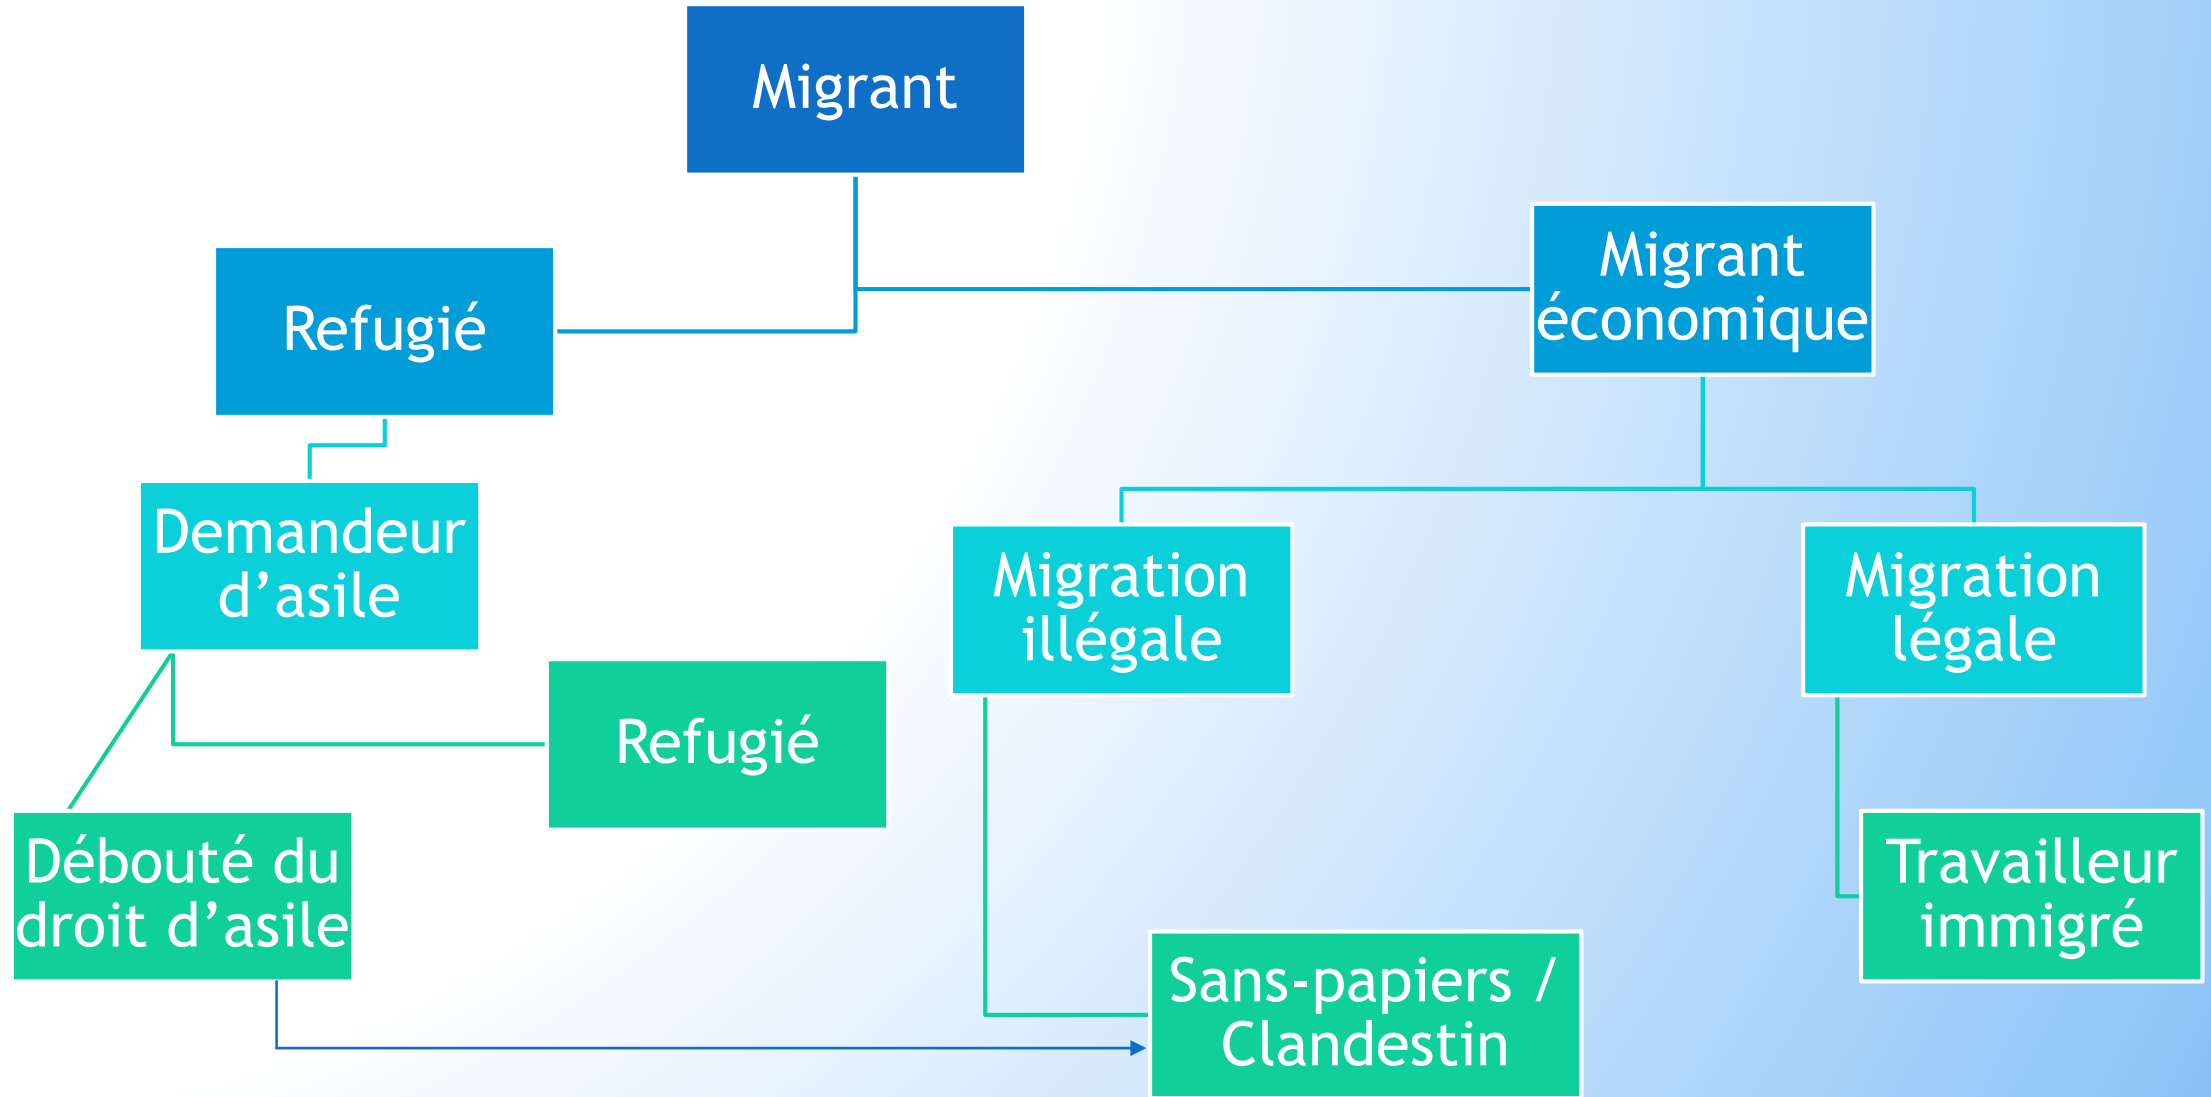 Migrant
Refugié
Migrant
économique
Demandeur
d’asile
Migration
illégale
Migration
légale
Refugié
Débouté du
droit d’asile
Travailleur
immigré
Sans-papiers /
Clandestin